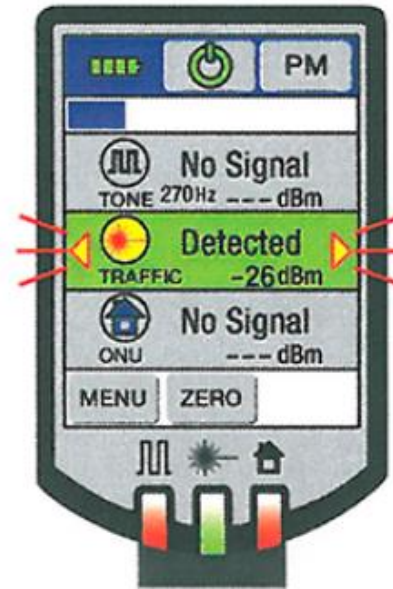 PM
No Signal
TONE 270Hz --- dBm
Detected
TRAFFIC -26dBm
No Signal
ONU --- dBm
MENU ZERO